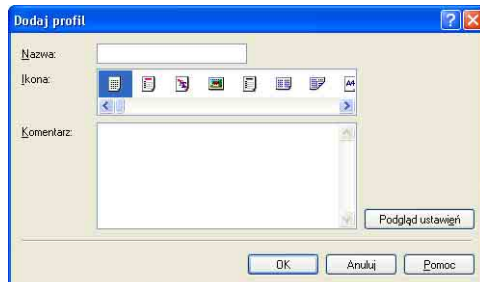 Dodaj profil
Nazwa:
Ikona:
A4
Komentarz:
Podgląd ustawień
OK Anuluj Pomoc